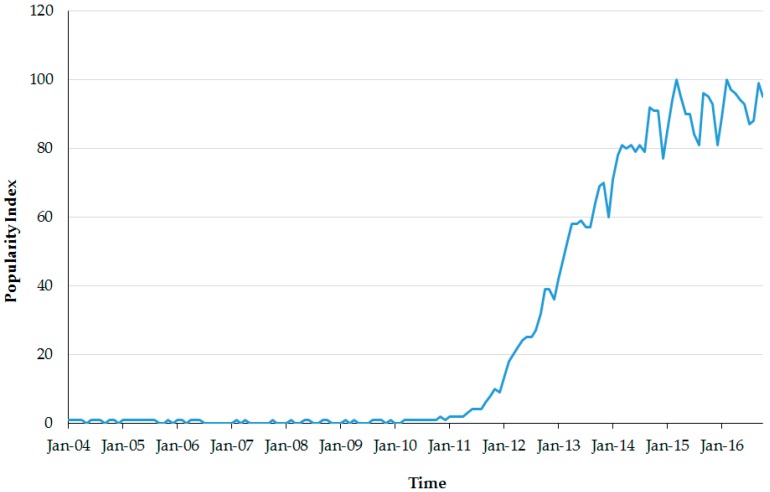 120
100
80
60
40
20
0
Popularity Index
Jan-04 Jan-05 Jan-06 Jan-07 Jan-08 Jan-09 Jan-10 Jan-11 Jan-12 Jan-13 Jan-14 Jan-15 Jan-16
Time